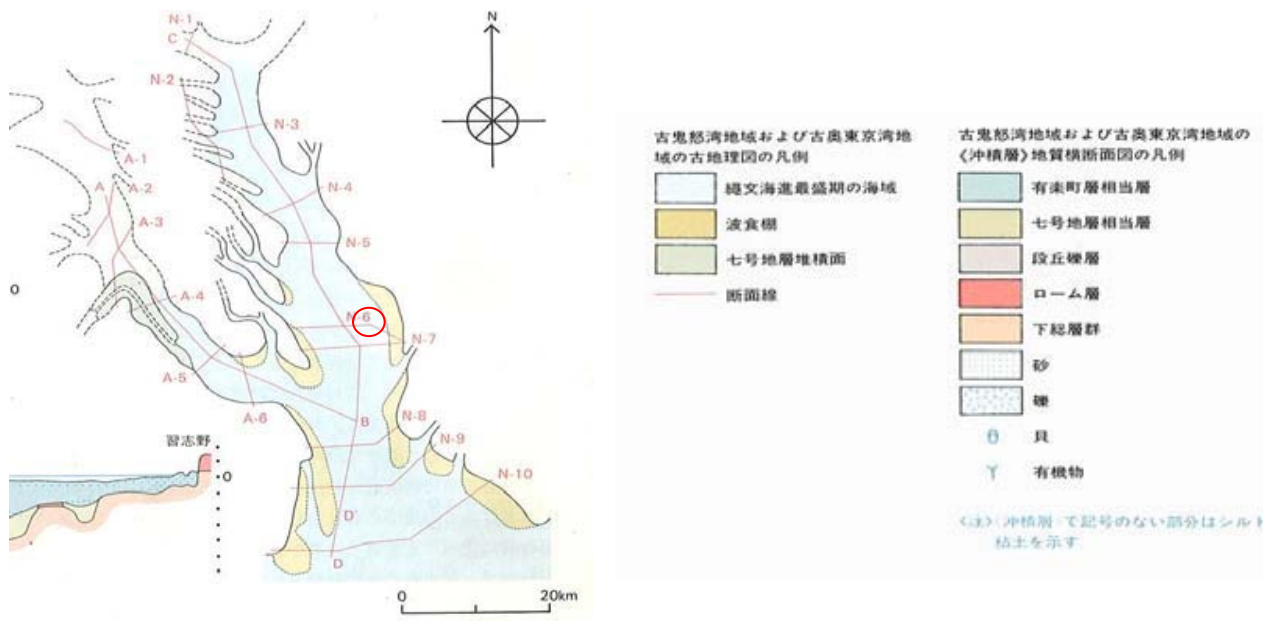 N-1
C
N
N-2
N-3
A-1
N-4
A
A-2
A-3
N-5
O
A-4
N-6
N-7
A-5
A-6
B
N-8
N-9
習志野
O
N-10
D'
D
0
20km
古鬼怒湾地域および古奥東京湾地
域の古地理図の凡例
縄文海進最盛期の海域
波食棚
七号地層堆積面
断面線
古鬼怒湾地域および古奥東京湾地域の
《沖積層》地質横断面図の凡例
有楽町層相当層
七号地層相当層
段丘礫層
ローム層
下総層群
砂
礫
貝
有機物
〈注〉《沖積層》で記号のない部分はシルト
粘土を示す